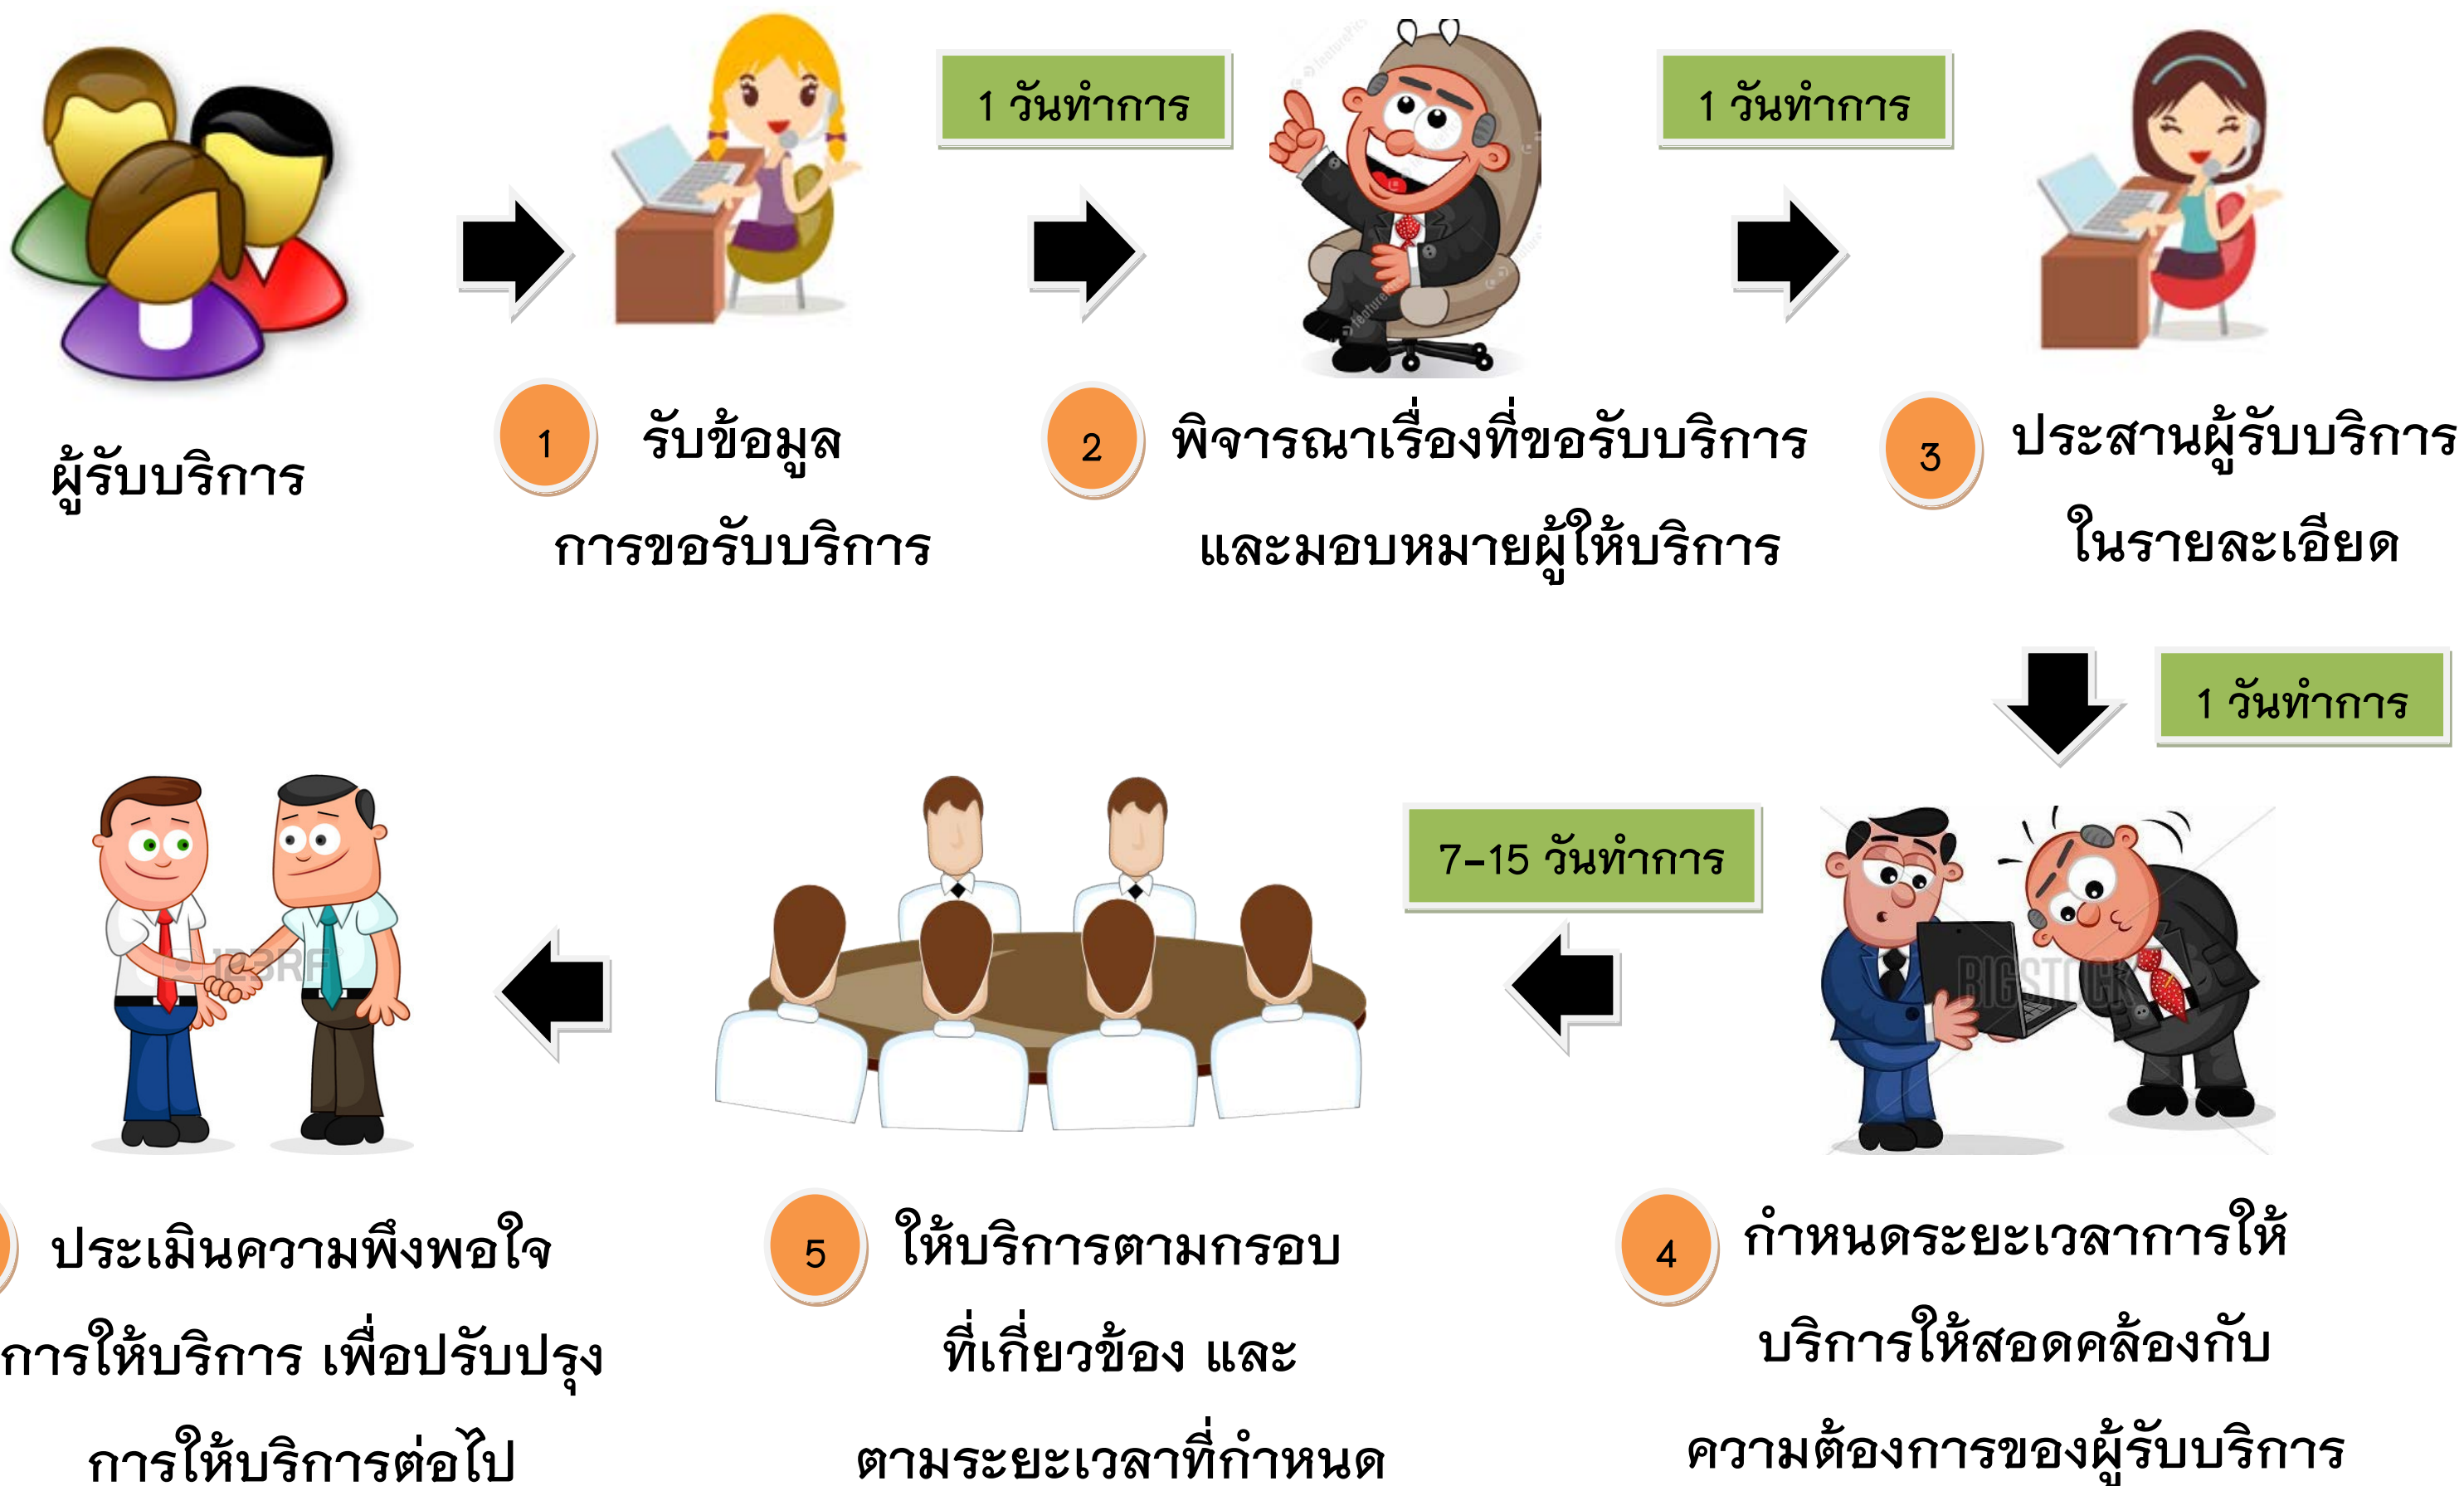 1 วันทำการ
1 วันทำการ
ผู้รับบริการ
1 รับข้อมูล
การขอรับบริการ
2 พิจารณาเรื่องที่ขอรับบริการ
และมอบหมายผู้ให้บริการ
3 ประสานผู้รับบริการ
ในรายละเอียด
1 วันทำการ
7-15 วันทำการ
4 กำหนดระยะเวลาการให้
บริการให้สอดคล้องกับ
ความต้องการของผู้รับบริการ
5 ให้บริการตามกรอบ
ที่เกี่ยวข้อง และ
ตามระยะเวลาที่กำหนด
ประเมินความพึงพอใจ
การให้บริการ เพื่อปรับปรุง
การให้บริการต่อไป
123RF
BIGSTOCK